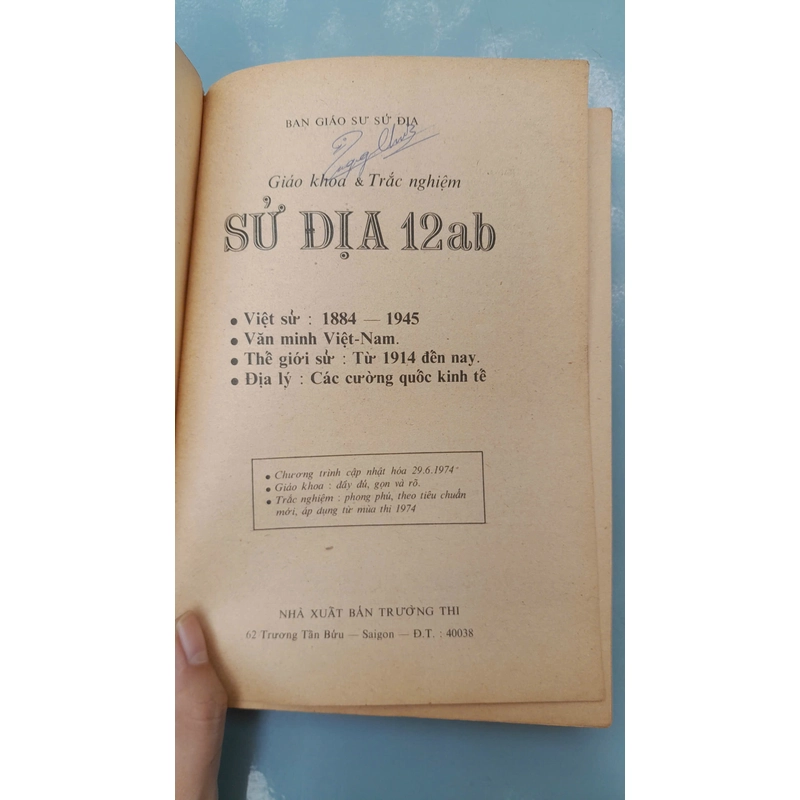 BAN GIÁO SƯ SỬ ĐỊA
Giáo khoa & Trắc nghiệm
SỬ ĐỊA 12ab
• Việt sử : 1884 — 1945
• Văn minh Việt-Nam.
• Thế giới sử : Từ 1914 đến nay.
• Địa lý : Các cường quốc kinh tế
• Chương trình cập nhật hóa 29.6.1974
• Giáo khoa : đầy đủ, gọn và rõ.
• Trắc nghiệm : phong phú, theo tiêu chuẩn
mới, áp dụng từ mùa thi 1974
NHÀ XUẤT BẢN TRƯỜNG THI
62 Trương Tấn Bửu — Saigon — Đ.T. : 40038